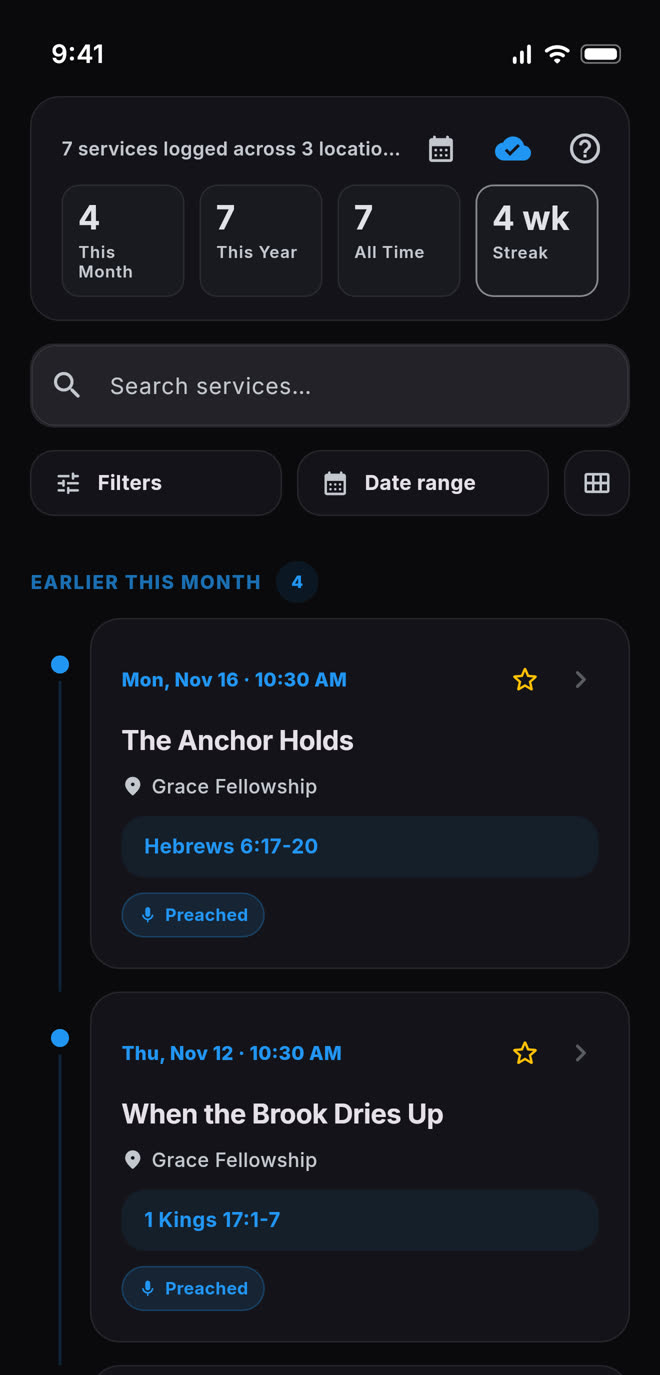 9:41
7 services logged across 3 locatio...
4
This
Month
7
This Year
7
All Time
4 wk
Streak
Search services...
Filters
Date range
EARLIER THIS MONTH 4
Mon, Nov 16 · 10:30 AM
The Anchor Holds
Grace Fellowship
Hebrews 6:17-20
Preached
Thu, Nov 12 · 10:30 AM
When the Brook Dries Up
Grace Fellowship
1 Kings 17:1-7
Preached